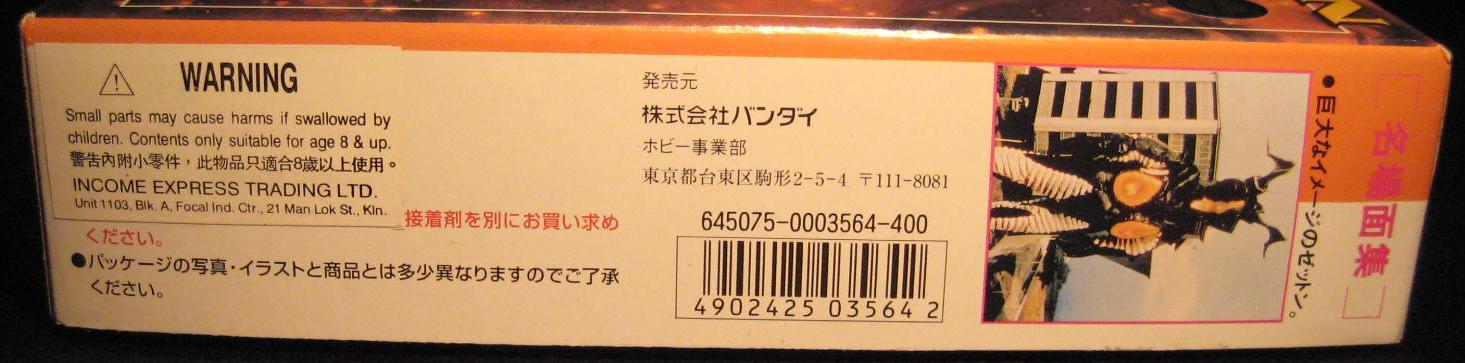 WARNING
Small parts may cause harms if swallowed by
children. Contents only suitable for age 8 & up.
警告內附小零件，此物品只適合8歲以上使用。
INCOME EXPRESS TRADING LTD.
Unit 1103, Blk. A, Focal Ind. Ctr., 21 Man Lok St., Kln.
接着剤を別にお買い求め
ください。
●パッケージの写真・イラストと商品とは多少異なりますのでご了承
ください。
発売元
株式会社バンダイ
ホビー事業部
東京都台東区駒形2-5-4 〒111-8081
645075-0003564-400
4902425 03564 2
名場面集
●巨大なイメージのゼットン。